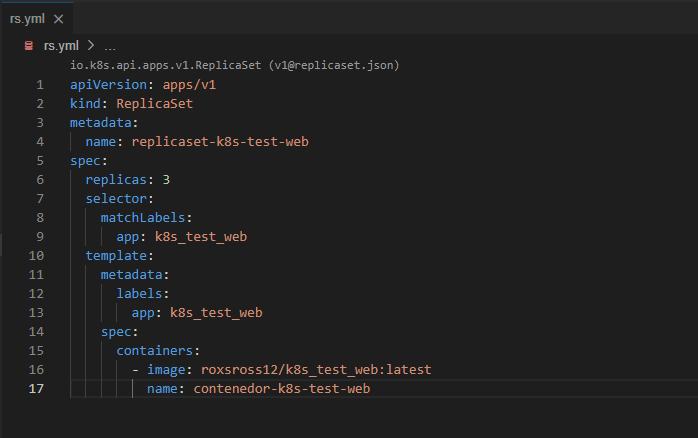 rs.yml ×
rs.yml > ...
io.k8s.api.apps.v1.ReplicaSet (v1@replicaset.json)
1 apiVersion: apps/v1
2 kind: ReplicaSet
3 metadata:
4   name: replicaset-k8s-test-web
5 spec:
6   replicas: 3
7   selector:
8     matchLabels:
9       app: k8s_test_web
10   template:
11     metadata:
12       labels:
13         app: k8s_test_web
14     spec:
15       containers:
16         - image: roxsross12/k8s_test_web:latest
17           name: contenedor-k8s-test-web